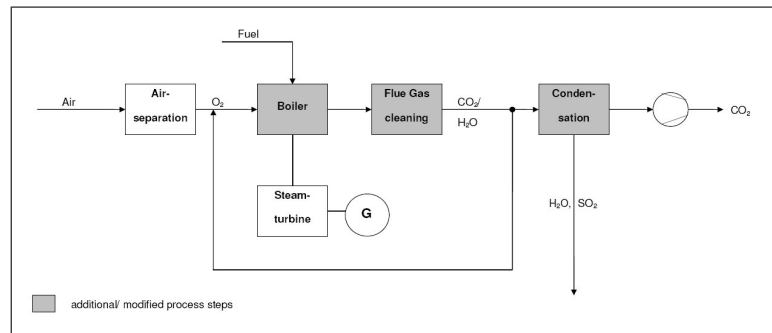 Fuel
Air
Air-
separation
O₂
Boiler
Flue Gas
cleaning
CO₂/
H₂O
Conden-
sation
CO₂
Steam-
turbine
G
H₂O, SO₂
additional/ modified process steps